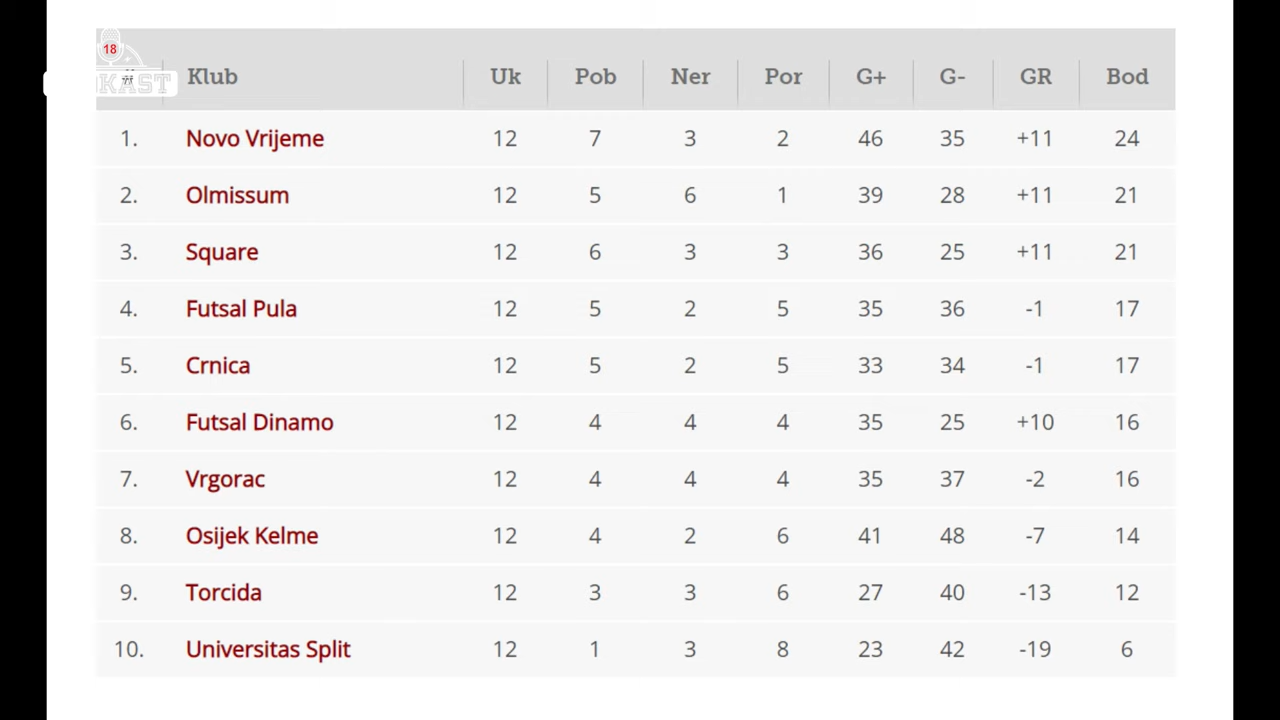 18
KAST
# Klub Uk Pob Ner Por G+ G- GR Bod
1. Novo Vrijeme 12 7 3 2 46 35 +11 24
2. Olmissum 12 5 6 1 39 28 +11 21
3. Square 12 6 3 3 36 25 +11 21
4. Futsal Pula 12 5 2 5 35 36 -1 17
5. Crnica 12 5 2 5 33 34 -1 17
6. Futsal Dinamo 12 4 4 4 35 25 +10 16
7. Vrgorac 12 4 4 4 35 37 -2 16
8. Osijek Kelme 12 4 2 6 41 48 -7 14
9. Torcida 12 3 3 6 27 40 -13 12
10. Universitas Split 12 1 3 8 23 42 -19 6